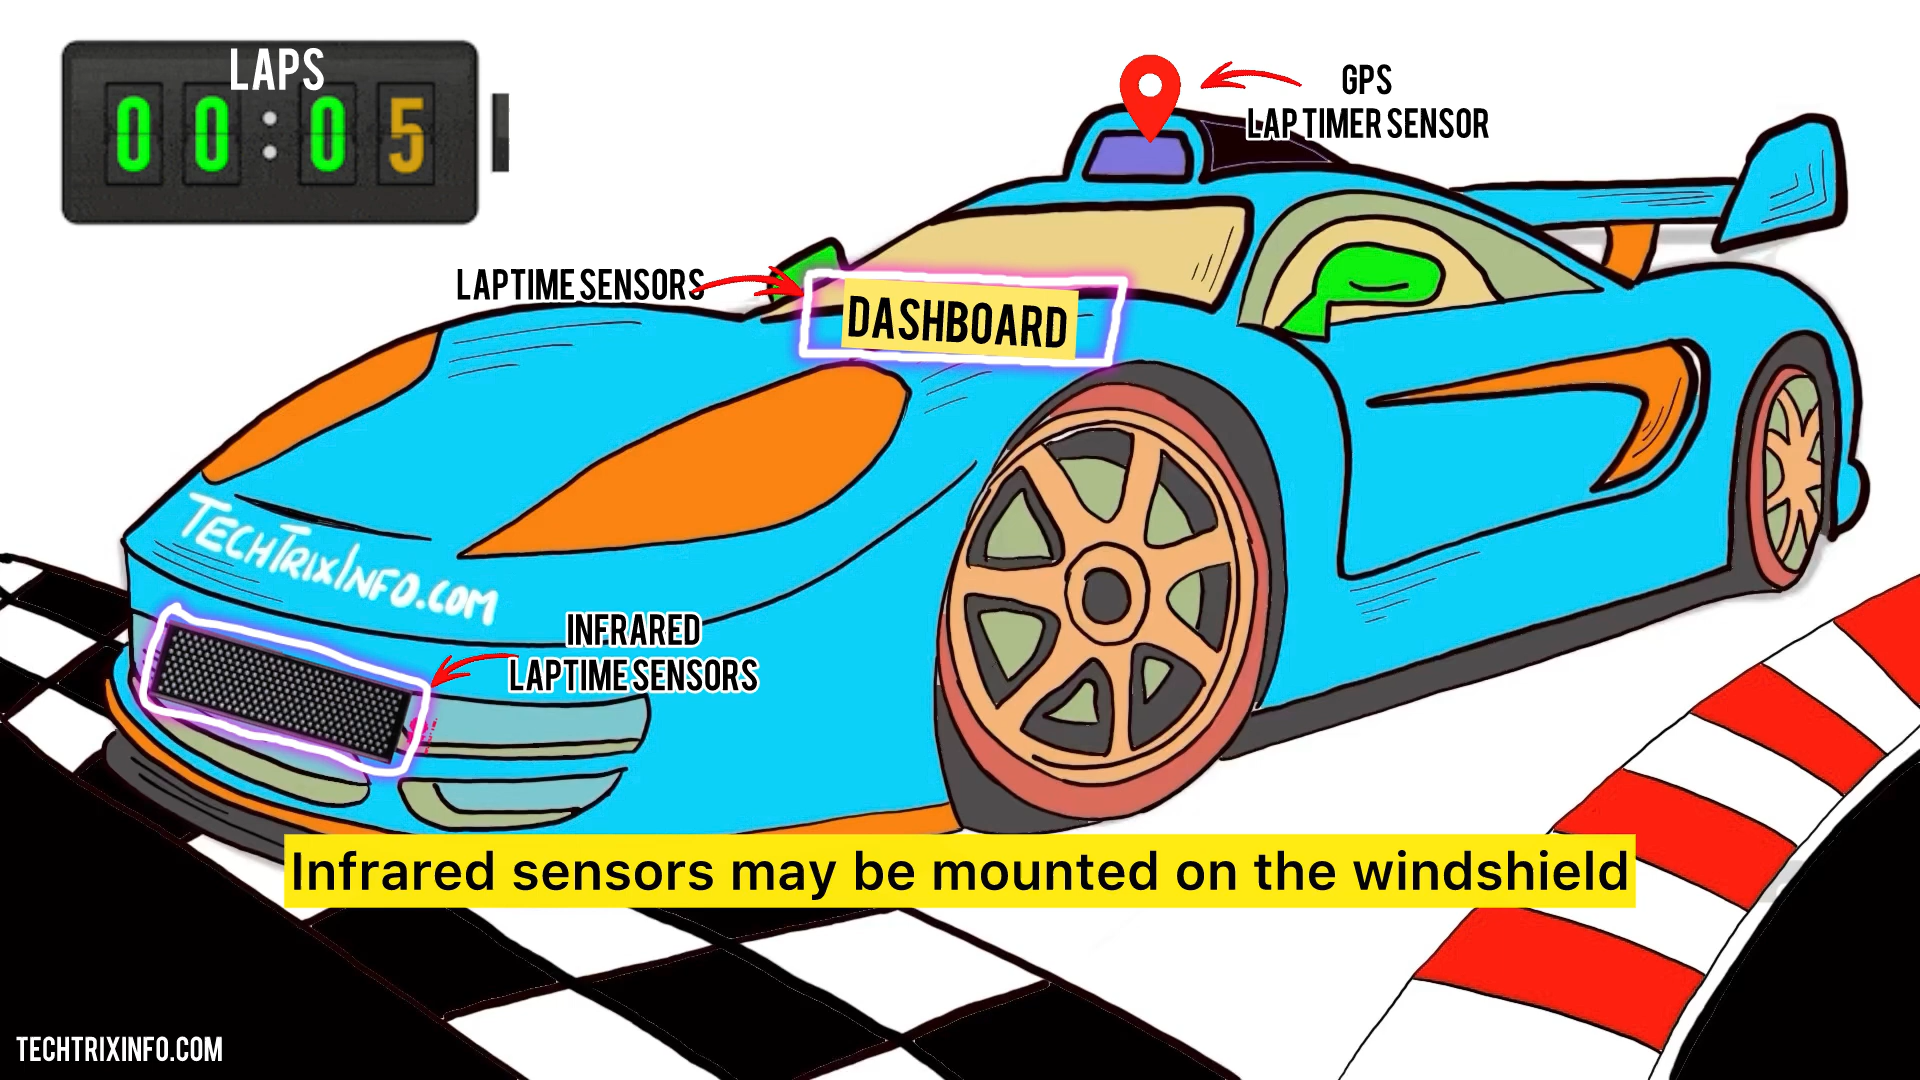 LAPS
00:05
GPS
LAP TIMER SENSOR
LAPTIME SENSORS
DASHBOARD
TECHTRIXINFO.COM
INFRARED
LAPTIME SENSORS
Infrared sensors may be mounted on the windshield
TECHTRIXINFO.COM